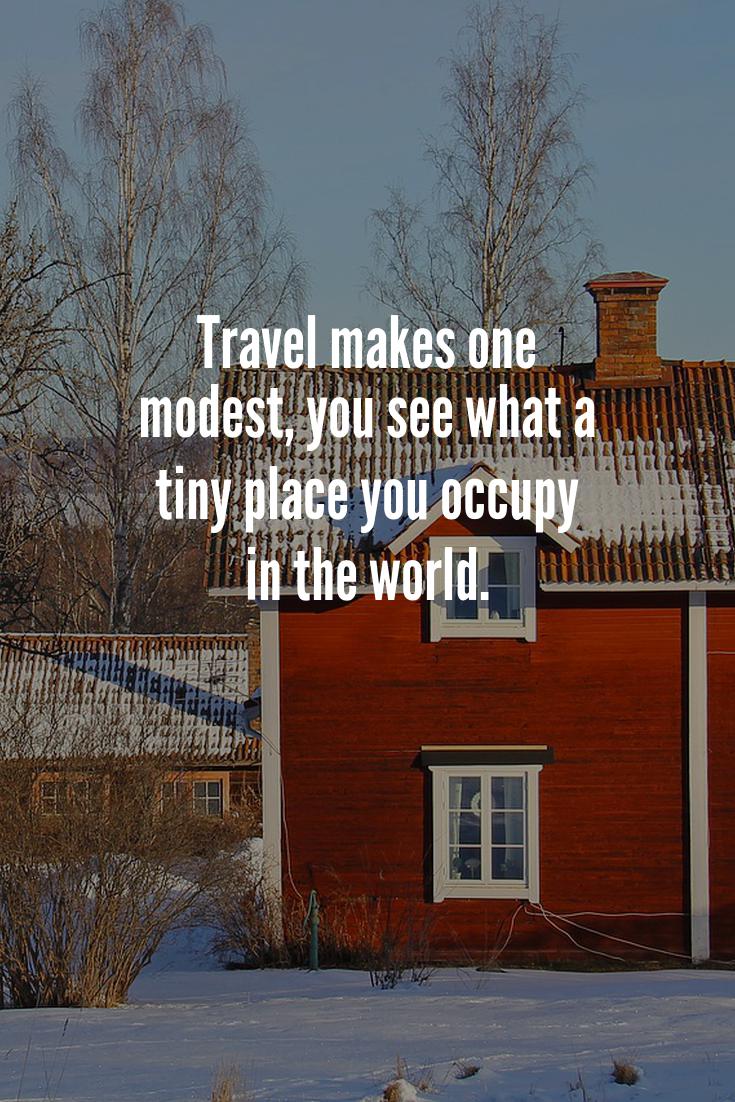 Travel makes one
modest, you see what a
tiny place you occupy
in the world.